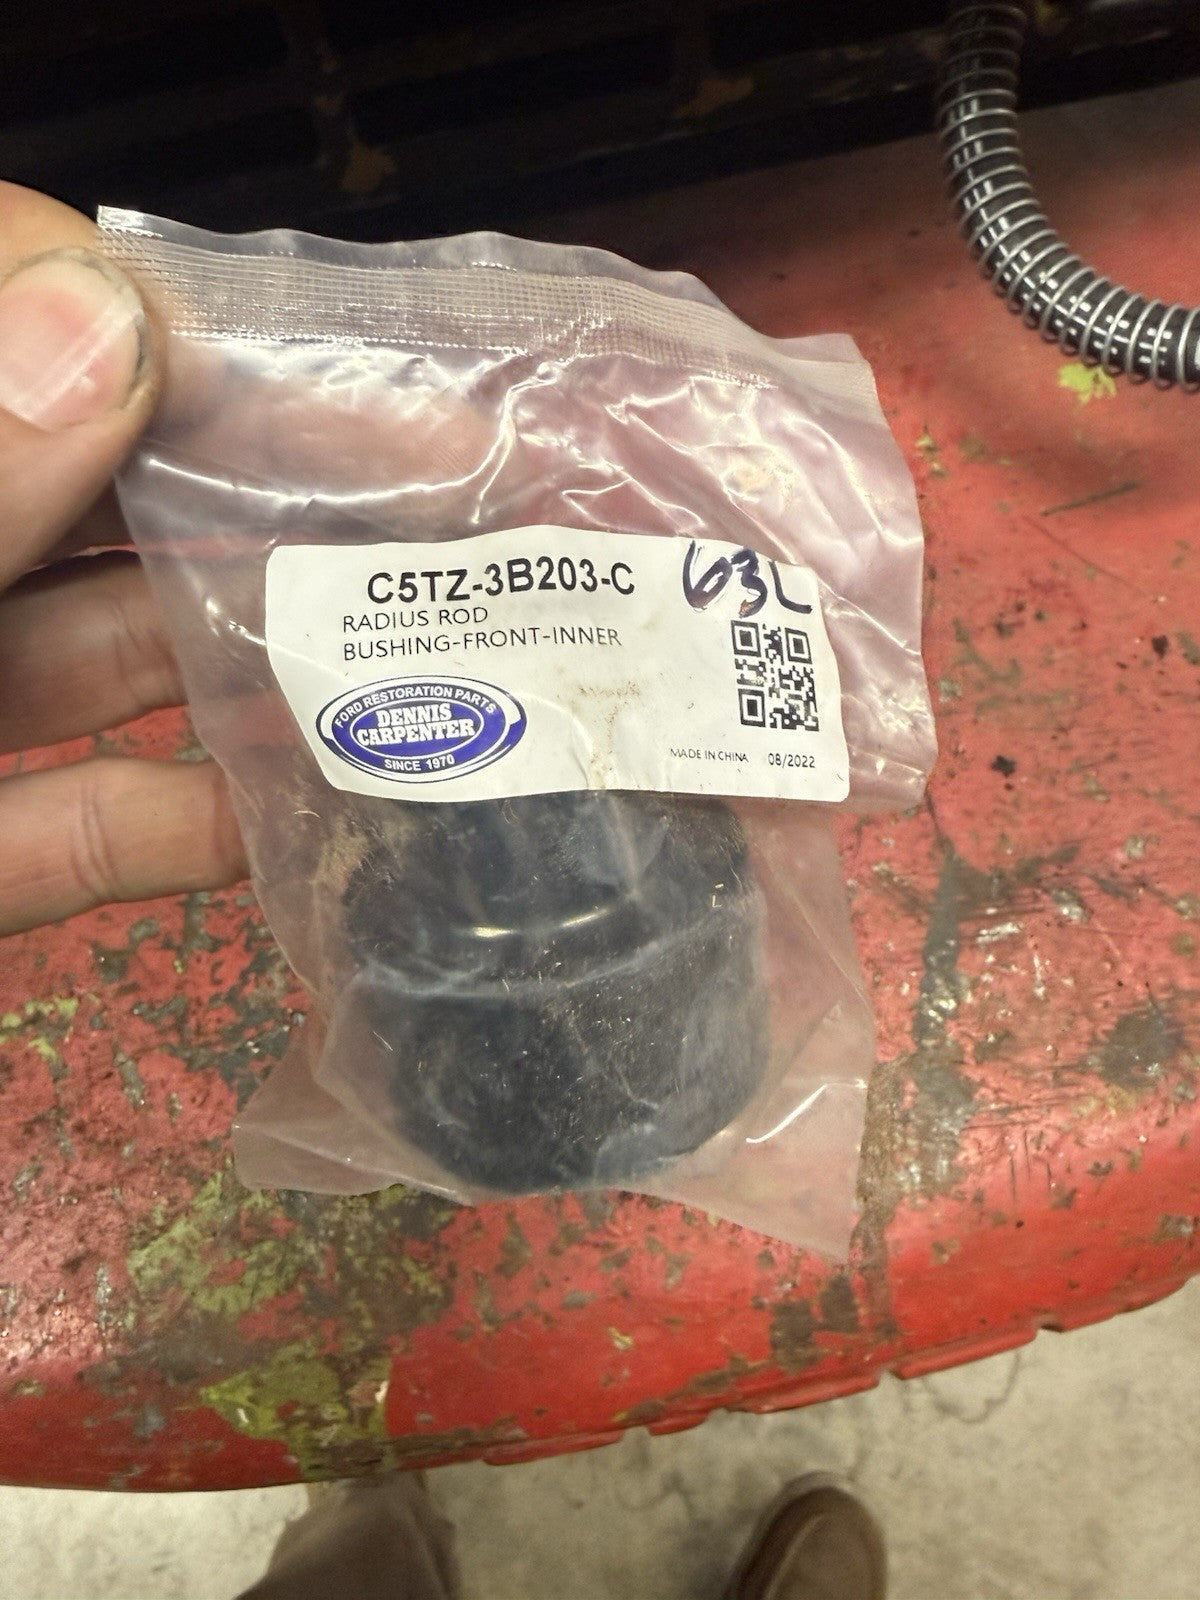 C5TZ-3B203-C
63L
RADIUS ROD
BUSHING-FRONT-INNER
FORD RESTORATION PARTS
DENNIS
CARPENTER
SINCE 1970
MADE IN CHINA 08/2022